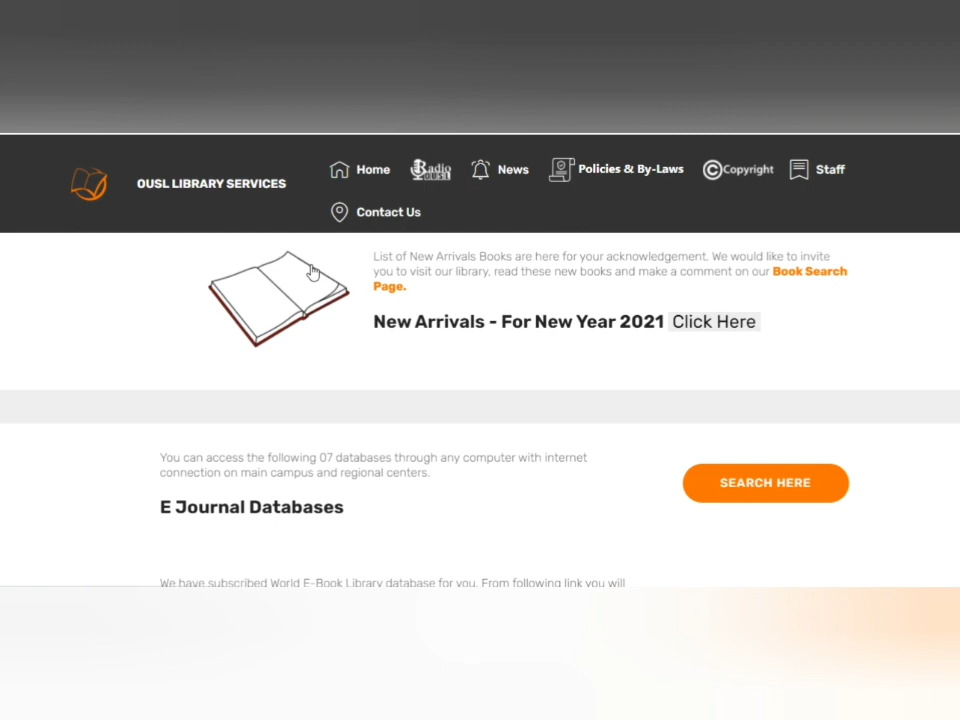 OUSL LIBRARY SERVICES
Home Radio OUSL News Policies & By-Laws Copyright Staff
Contact Us
List of New Arrivals Books are here for your acknowledgement. We would like to invite
you to visit our library, read these new books and make a comment on our Book Search
Page.
New Arrivals - For New Year 2021 Click Here
You can access the following 07 databases through any computer with internet
connection on main campus and regional centers.
SEARCH HERE
E Journal Databases
We have subscribed World E-Book Library database for you. From following link you will